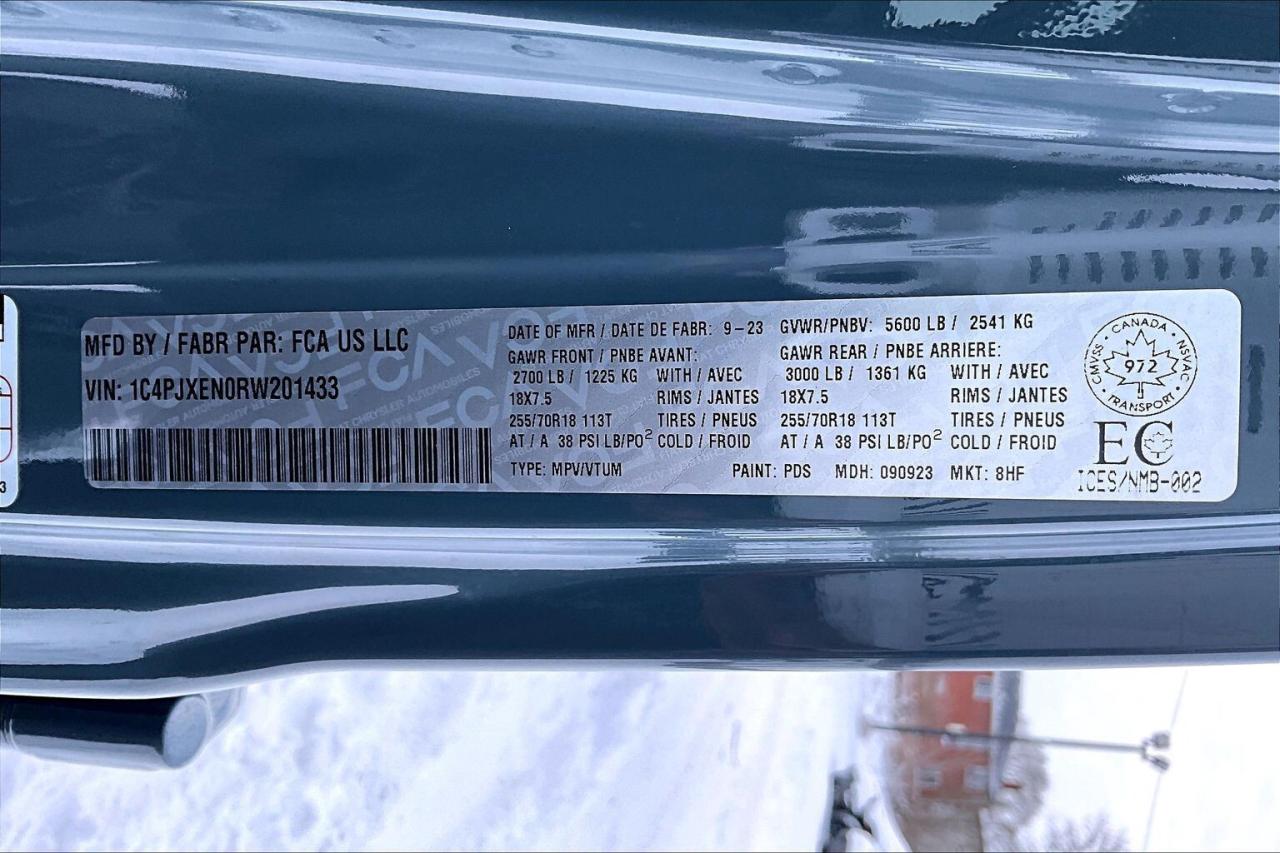 MFD BY / FABR PAR: FCA US LLC
VIN: 1C4PJXEN0RW201433
DATE OF MFR / DATE DE FABR: 9-23 GVWR/PNBV: 5600 LB / 2541 KG
GAWR FRONT / PNBE AVANT: GAWR REAR / PNBE ARRIERE:
2700 LB / 1225 KG WITH / AVEC 3000 LB / 1361 KG WITH / AVEC
18X7.5 RIMS / JANTES 18X7.5 RIMS / JANTES
255/70R18 113T TIRES / PNEUS 255/70R18 113T TIRES / PNEUS
AT / A 38 PSI LB/PO² COLD / FROID AT / A 38 PSI LB/PO² COLD / FROID
TYPE: MPV/VTUM PAINT: PDS MDH: 090923 MKT: 8HF
CANADA
CMVSS NSVAC
972
TRANSPORT
EC
ICES/NMB-002
3